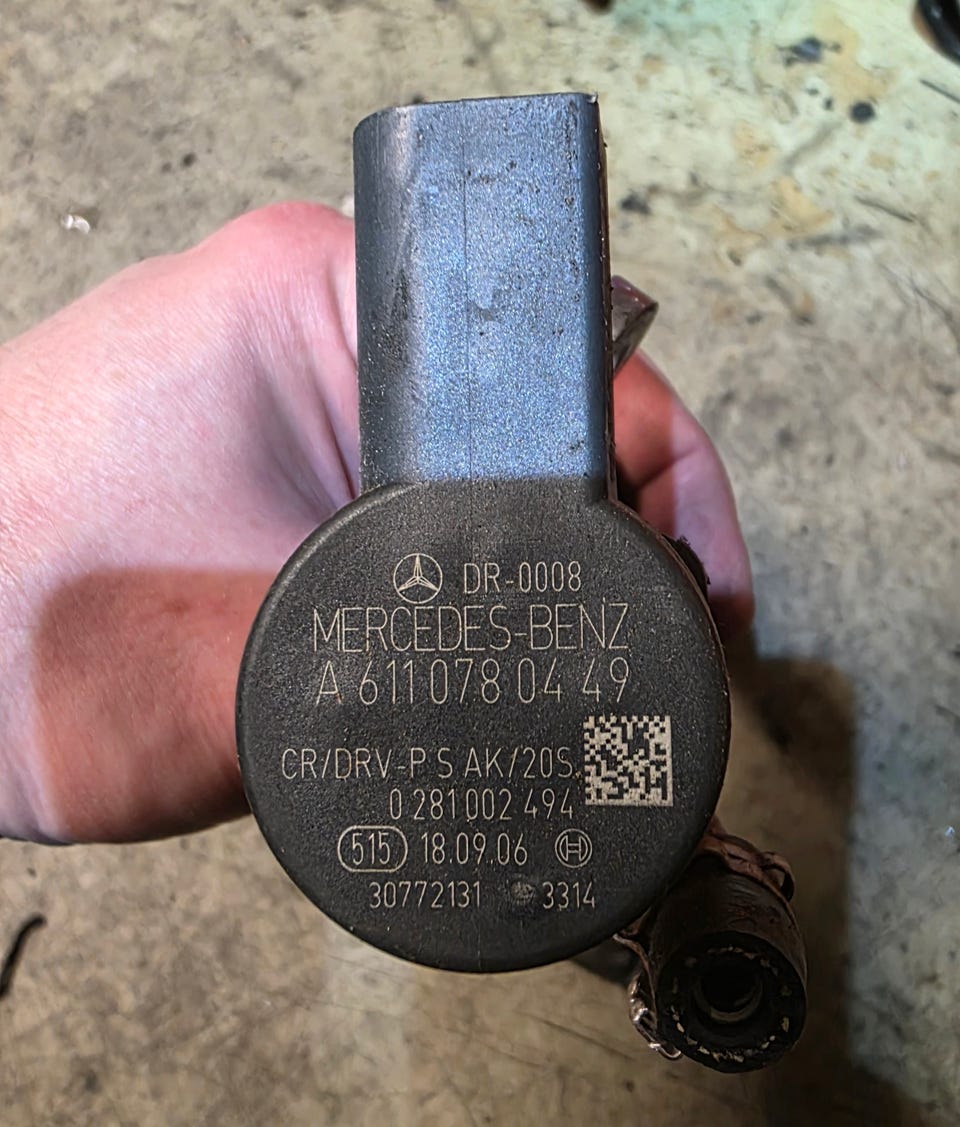 DR-0008
MERCEDES-BENZ
A 611 078 04 49
CR/DRV-P S AK/20S
0 281 002 494
515 18.09.06
30772131 3314